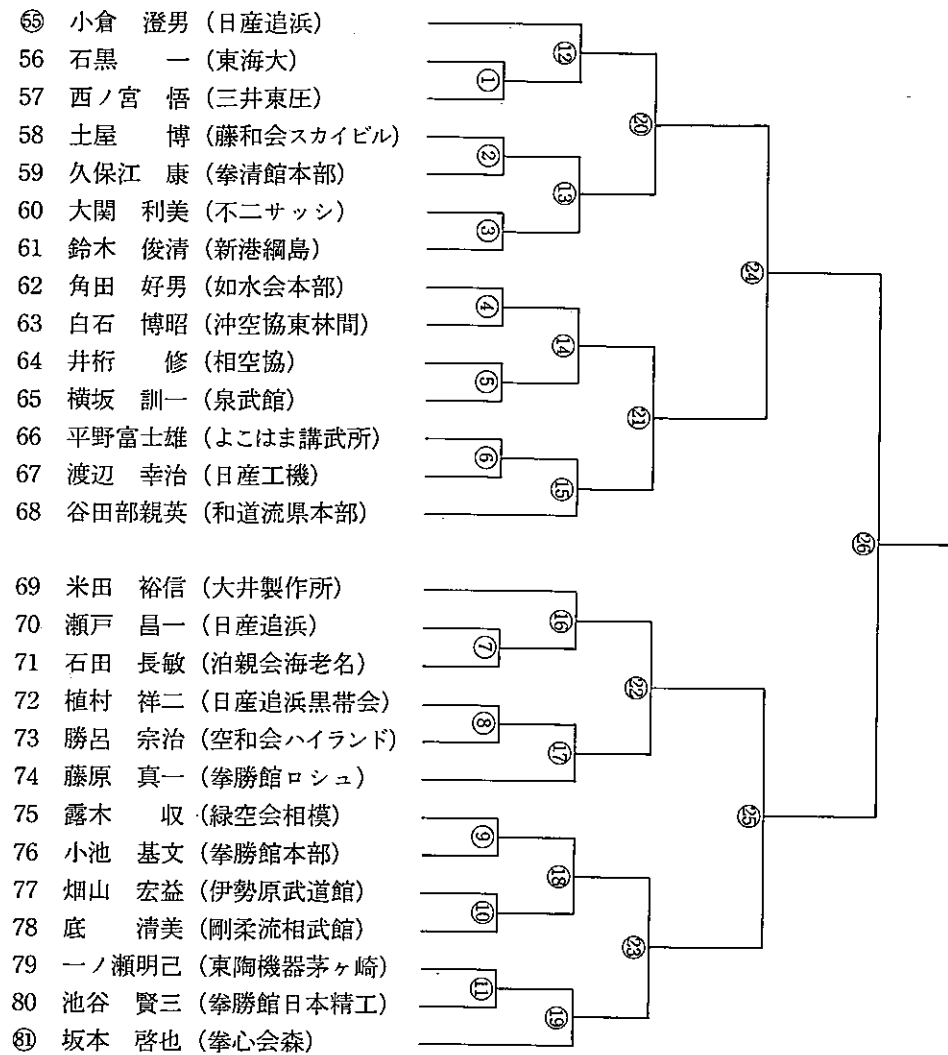 ㊺ 小倉 澄男 (日産追浜)
56 石黒 一 (東海大)
57 西ノ宮 悟 (三井東圧)
58 土屋 博 (藤和会スカイビル)
59 久保江 康 (拳清館本部)
60 大関 利美 (不二サッシ)
61 鈴木 俊清 (新港綱島)
62 角田 好男 (如水会本部)
63 白石 博昭 (沖空協東林間)
64 井桁 修 (相空協)
65 横坂 訓一 (泉武館)
66 平野富士雄 (よこはま講武所)
67 渡辺 幸治 (日産工機)
68 谷田部親英 (和道流県本部)
69 米田 裕信 (大井製作所)
70 瀬戸 昌一 (日産追浜)
71 石田 長敏 (泊親会海老名)
72 植村 祥二 (日産追浜黒帯会)
73 勝呂 宗治 (空和会ハイランド)
74 藤原 真一 (拳勝館ロシュ)
75 露木 収 (緑空会相模)
76 小池 基文 (拳勝館本部)
77 畑山 宏益 (伊勢原武道館)
78 底 清美 (剛柔流相武館)
79 一ノ瀬明己 (東陶機器茅ヶ崎)
80 池谷 賢三 (拳勝館日本精工)
81 坂本 啓也 (拳心会森)
①
②
③
④
⑤
⑥
⑦
⑧
⑨
⑩
⑪
⑫
⑬
⑭
⑮
⑯
⑰
⑱
⑲
⑳
㉑
㉒
㉓
㉔
㉕
㉖